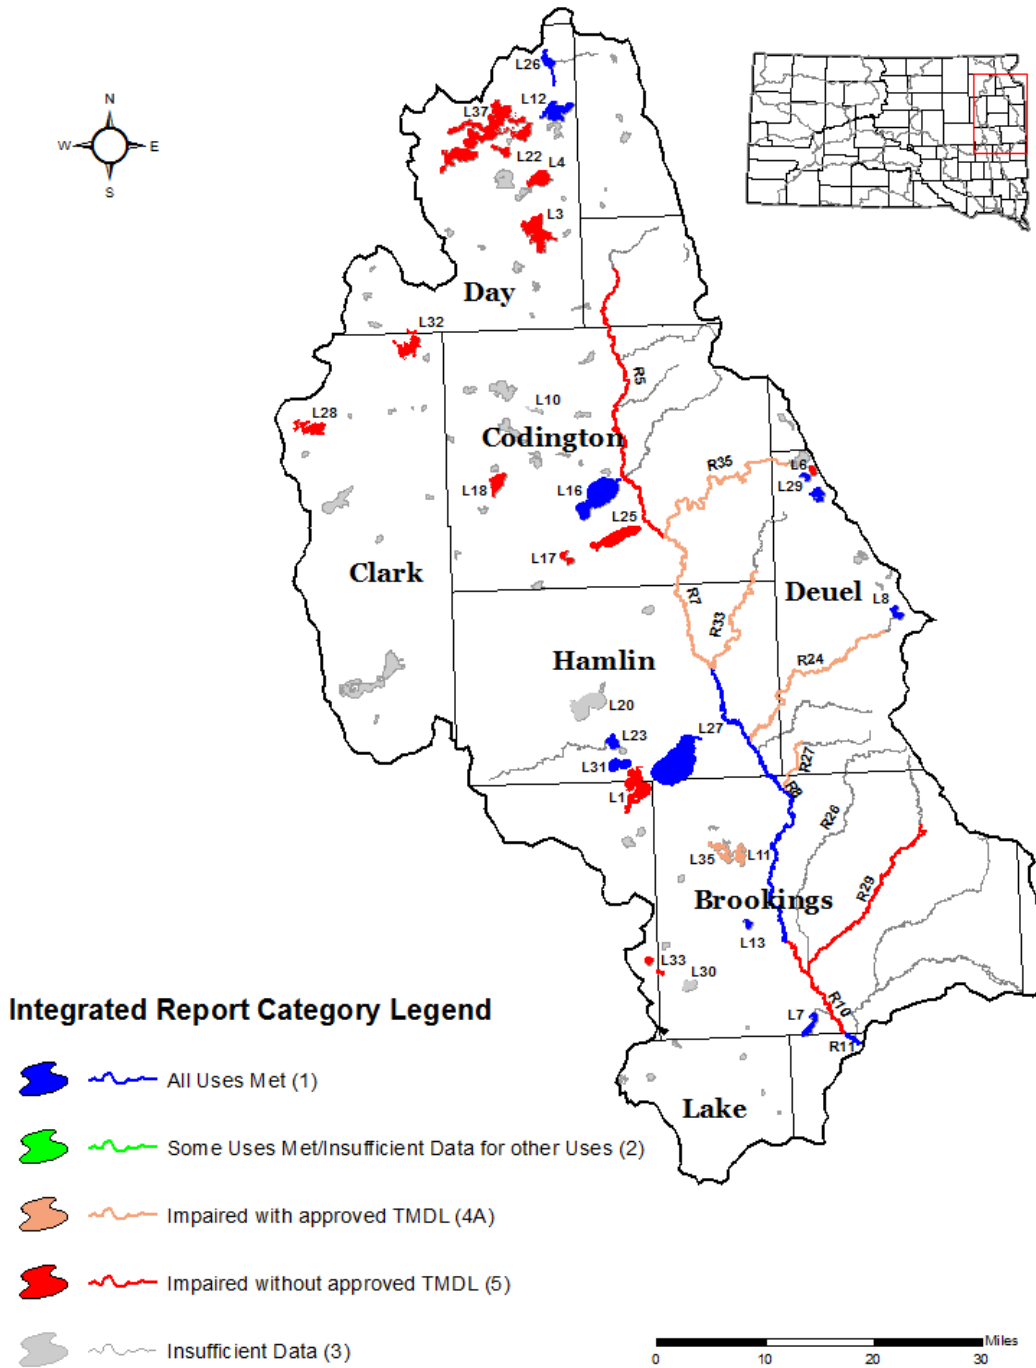 N
W
E
S
L26
L12
L37
L22
L4
L3
Day
L32
R5
L10
L28
Codington
R35
L6
L18
L16
L29
L25
L17
Clark
Deuel
R7
L8
R33
Hamlin
R24
L20
L23
L27
L31
R27
L1
R8
R26
L35
L11
R29
Brookings
L13
L33
L30
R10
L7
R11
Lake
Integrated Report Category Legend
All Uses Met (1)
Some Uses Met/Insufficient Data for other Uses (2)
Impaired with approved TMDL (4A)
Impaired without approved TMDL (5)
Insufficient Data (3)
Miles
0 10 20 30